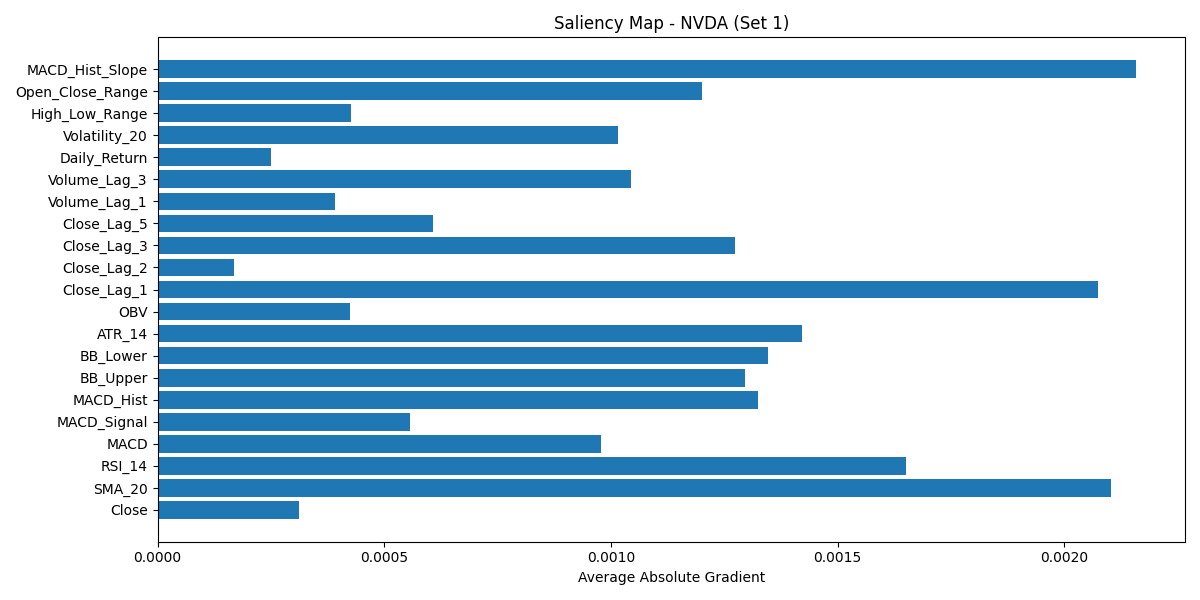 Saliency Map - NVDA (Set 1)
MACD_Hist_Slope
Open_Close_Range
High_Low_Range
Volatility_20
Daily_Return
Volume_Lag_3
Volume_Lag_1
Close_Lag_5
Close_Lag_3
Close_Lag_2
Close_Lag_1
OBV
ATR_14
BB_Lower
BB_Upper
MACD_Hist
MACD_Signal
MACD
RSI_14
SMA_20
Close
0.0000 0.0005 0.0010 0.0015 0.0020
Average Absolute Gradient